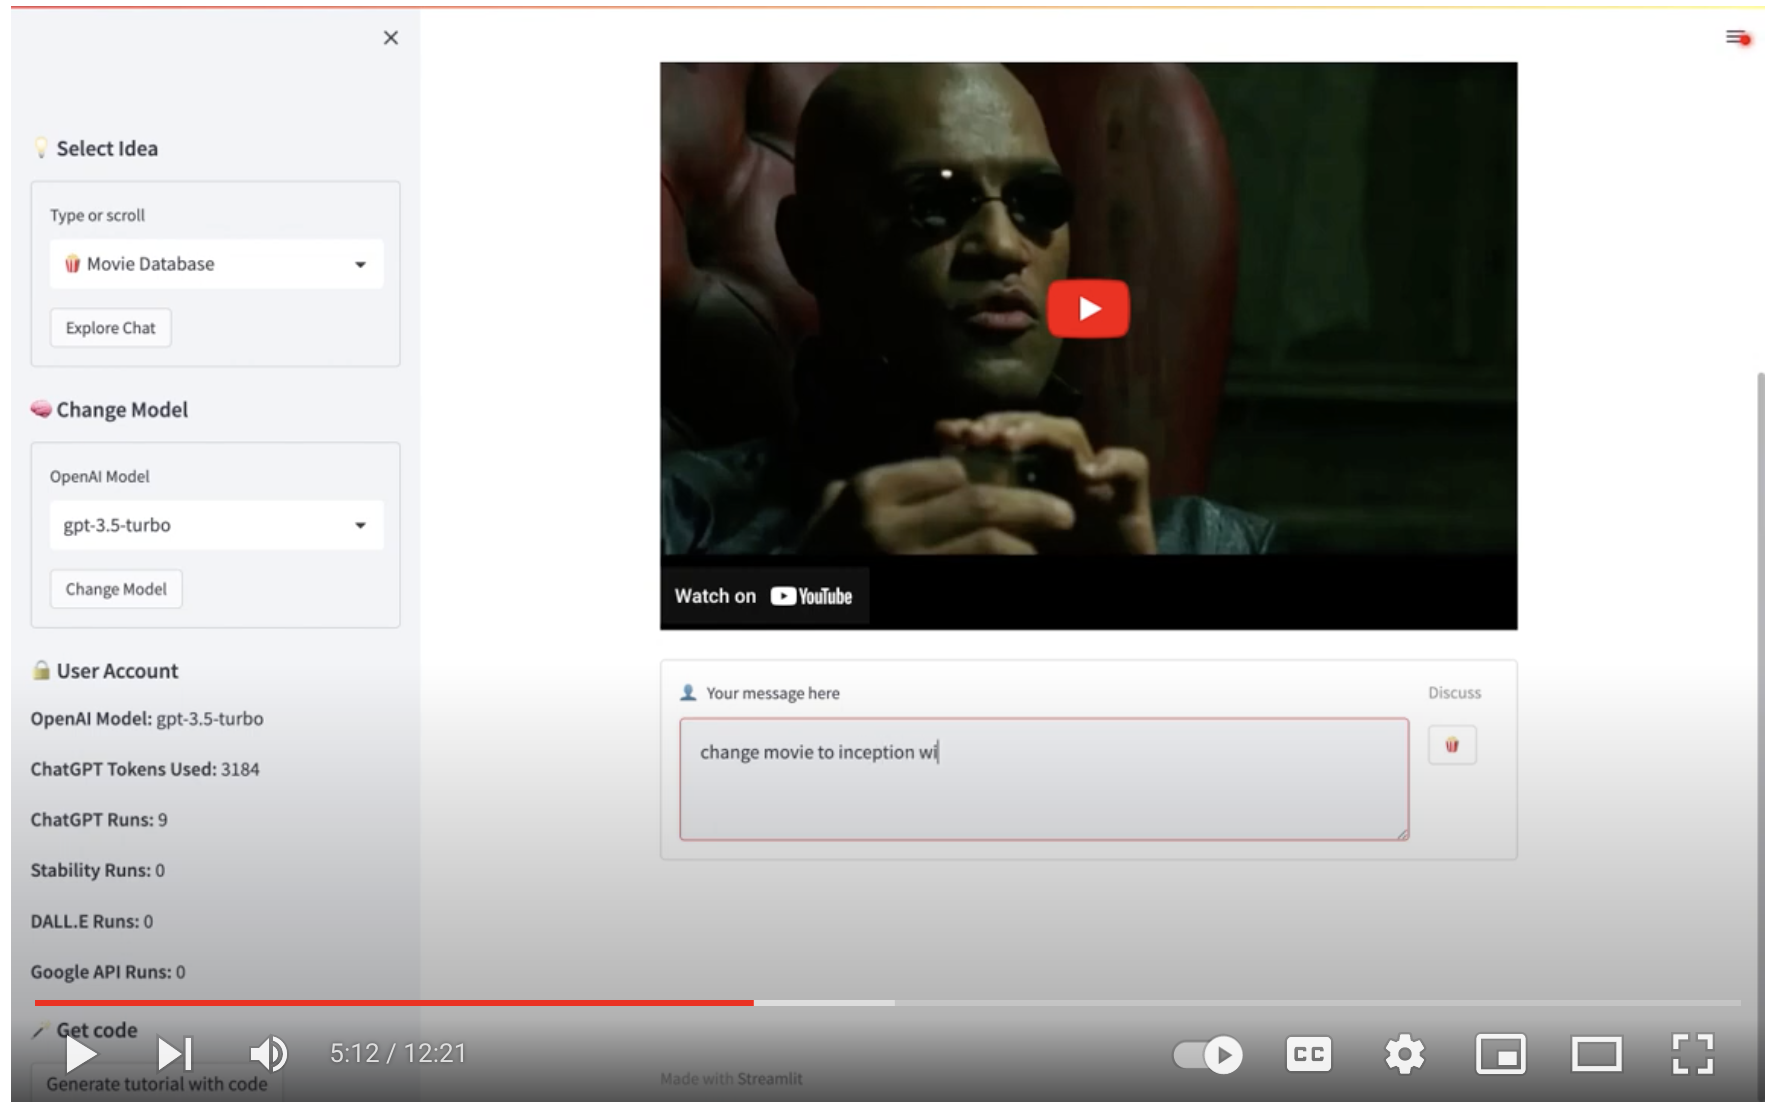 Select Idea
Type or scroll
Movie Database
Explore Chat
Change Model
OpenAI Model
gpt-3.5-turbo
Change Model
User Account
OpenAI Model: gpt-3.5-turbo
ChatGPT Tokens Used: 3184
ChatGPT Runs: 9
Stability Runs: 0
DALL.E Runs: 0
Google API Runs: 0
Get code
Generate tutorial with code
Watch on YouTube
Your message here
Discuss
change movie to inception wi
Made with Streamlit
5:12 / 12:21
CC